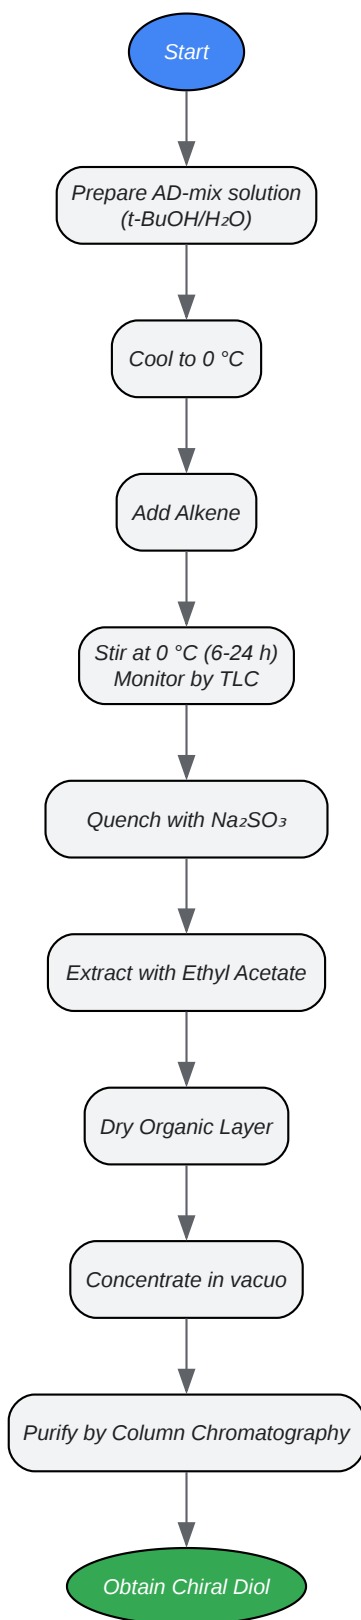 Start
Prepare AD-mix solution
(t-BuOH/H₂O)
Cool to 0 °C
Add Alkene
Stir at 0 °C (6-24 h)
Monitor by TLC
Quench with Na₂SO₃
Extract with Ethyl Acetate
Dry Organic Layer
Concentrate in vacuo
Purify by Column Chromatography
Obtain Chiral Diol